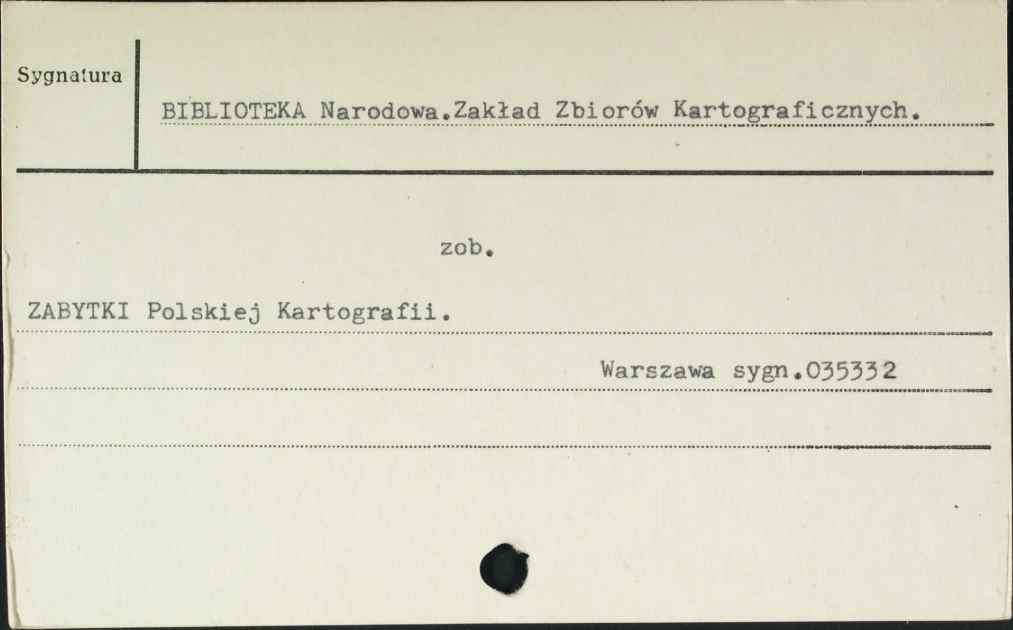 Sygnatura
BIBLIOTEKA Narodowa.Zakład Zbiorów Kartograficznych.
zob.
ZABYTKI Polskiej Kartografii.
Warszawa sygn.035332